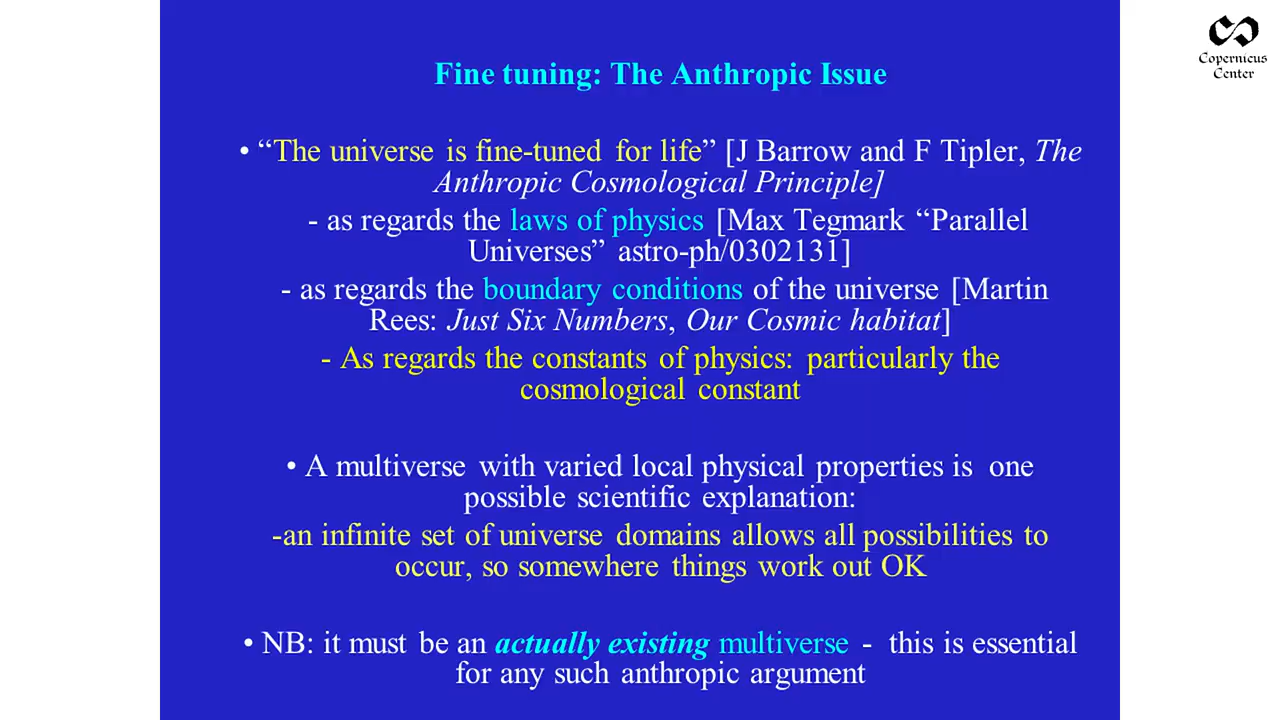 Copernicus
Center
Fine tuning: The Anthropic Issue
• “The universe is fine-tuned for life” [J Barrow and F Tipler, The
Anthropic Cosmological Principle]
- as regards the laws of physics [Max Tegmark “Parallel
Universes” astro-ph/0302131]
- as regards the boundary conditions of the universe [Martin
Rees: Just Six Numbers, Our Cosmic habitat]
- As regards the constants of physics: particularly the
cosmological constant
• A multiverse with varied local physical properties is one
possible scientific explanation:
-an infinite set of universe domains allows all possibilities to
occur, so somewhere things work out OK
• NB: it must be an actually existing multiverse - this is essential
for any such anthropic argument